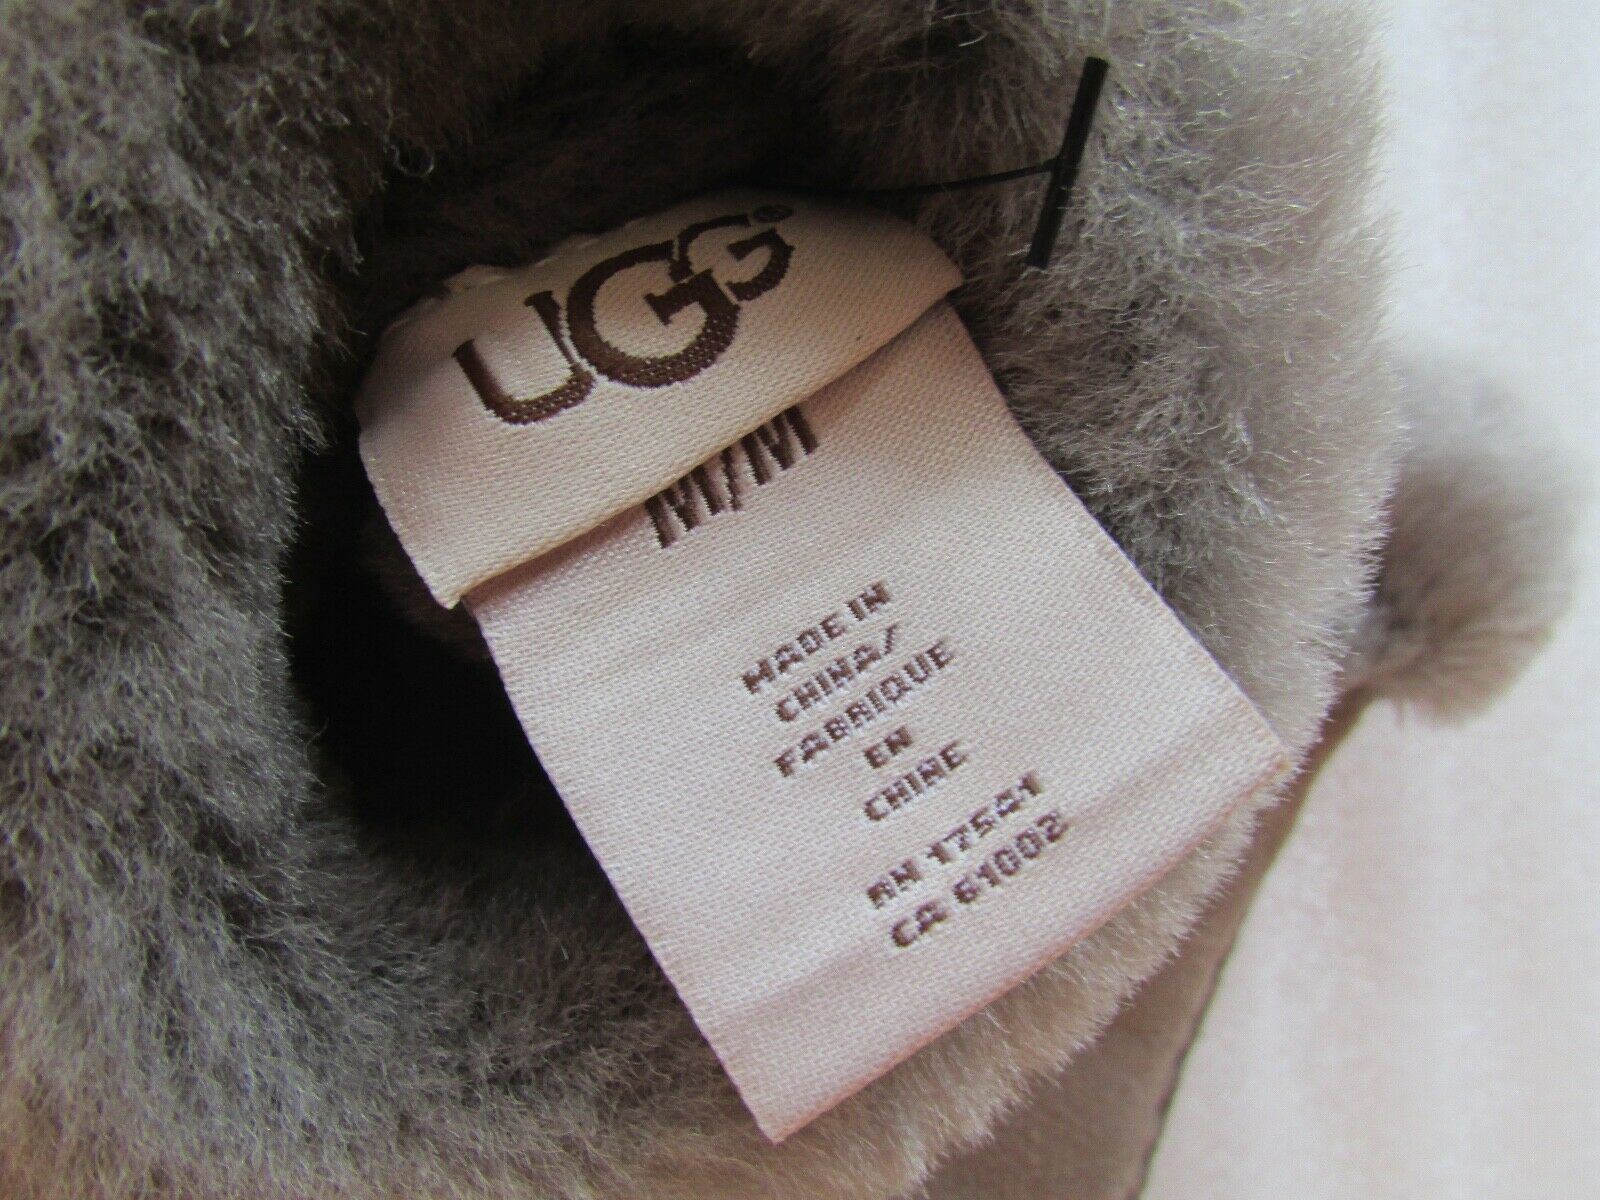 UGG®
M/M
MADE IN
CHINA/
FABRIQUE
EN
CHINE
RN 17541
CA 61002